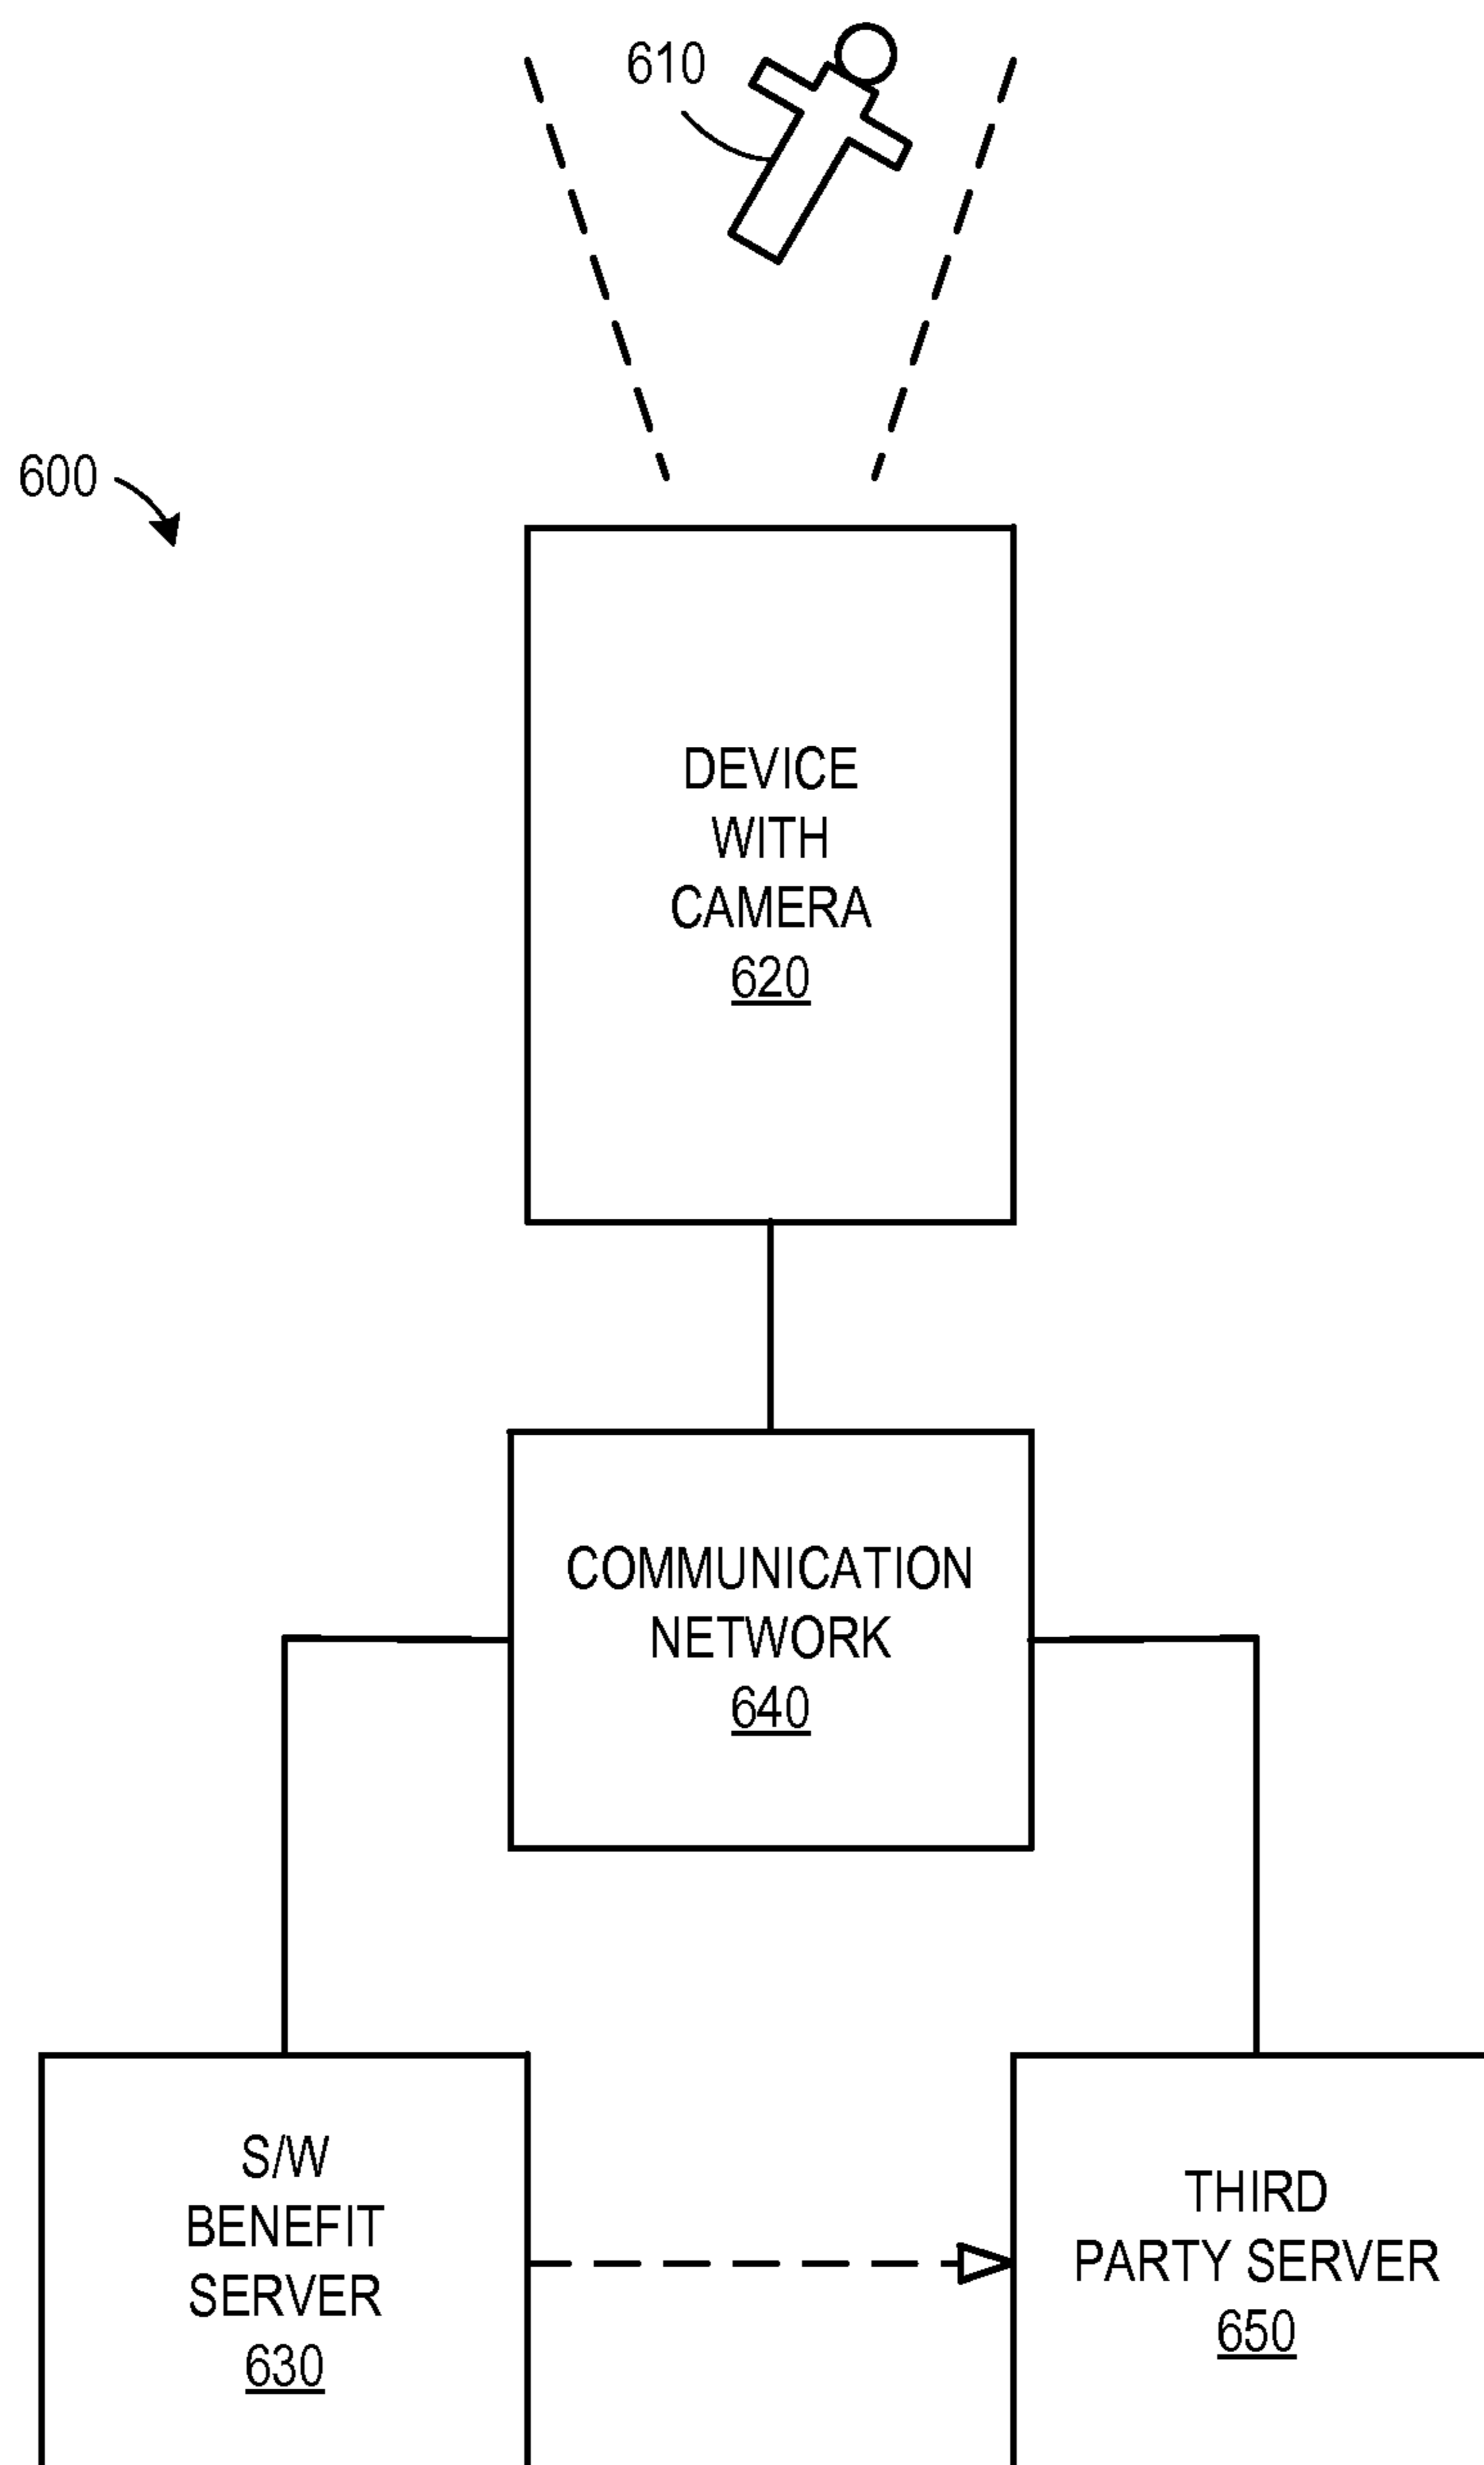 610
600
DEVICE
WITH
CAMERA
620
COMMUNICATION
NETWORK
640
S/W
BENEFIT
SERVER
630
THIRD
PARTY SERVER
650